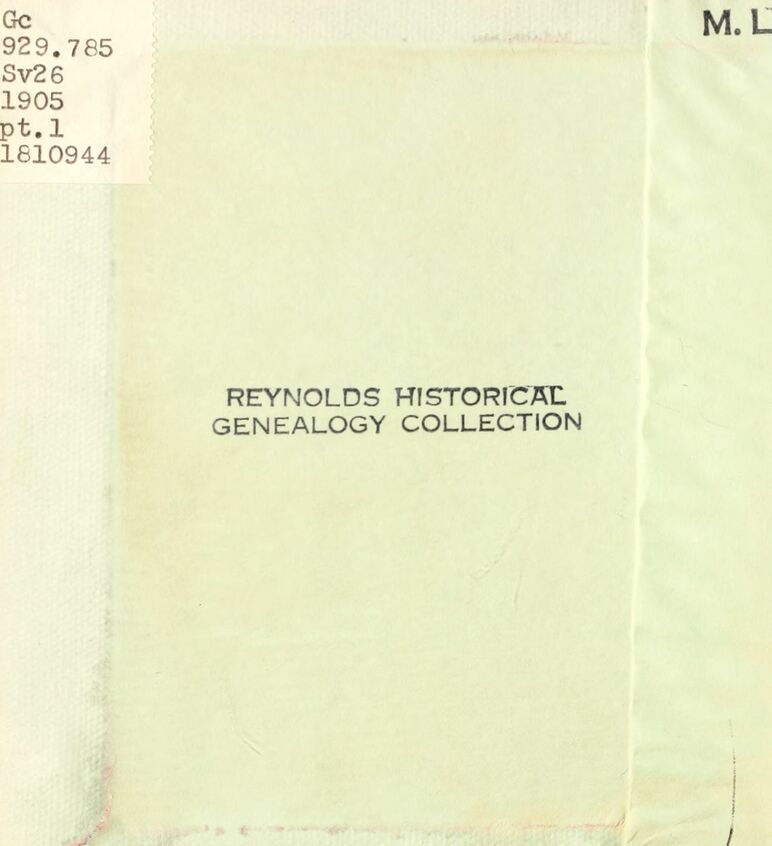 Gc
929.785
Sv26
1905
pt.1
1810944
M. L
REYNOLDS HISTORICAL
GENEALOGY COLLECTION